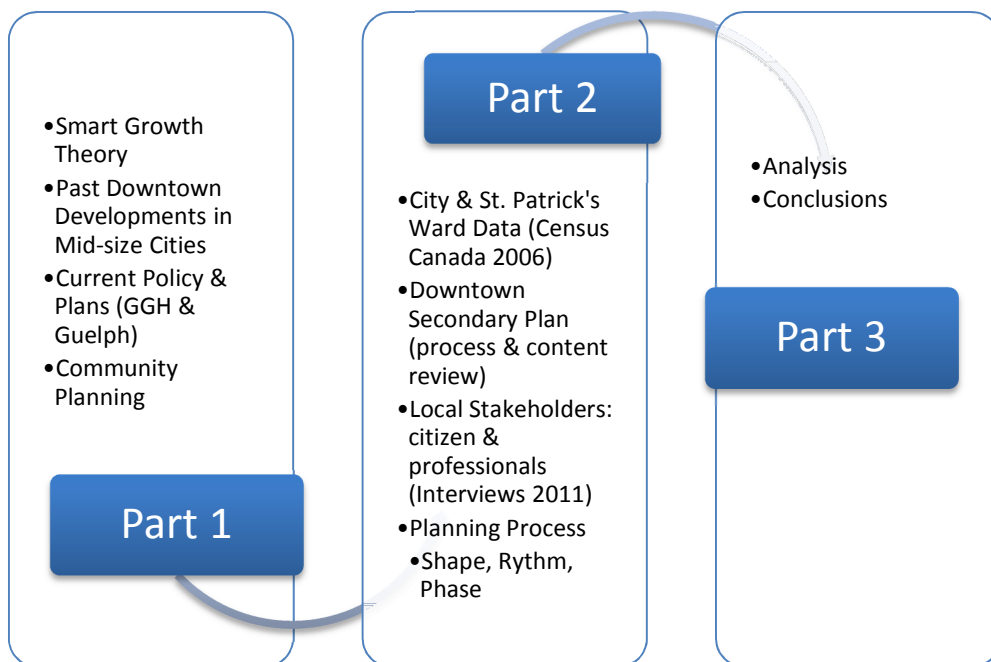 •Smart Growth
Theory
•Past Downtown
Developments in
Mid-size Cities
•Current Policy &
Plans (GGH &
Guelph)
•Community
Planning
Part 1
Part 2
•City & St. Patrick's
Ward Data (Census
Canada 2006)
•Downtown
Secondary Plan
(process & content
review)
•Local Stakeholders:
citizen &
professionals
(Interviews 2011)
•Planning Process
•Shape, Rythm,
Phase
•Analysis
•Conclusions
Part 3